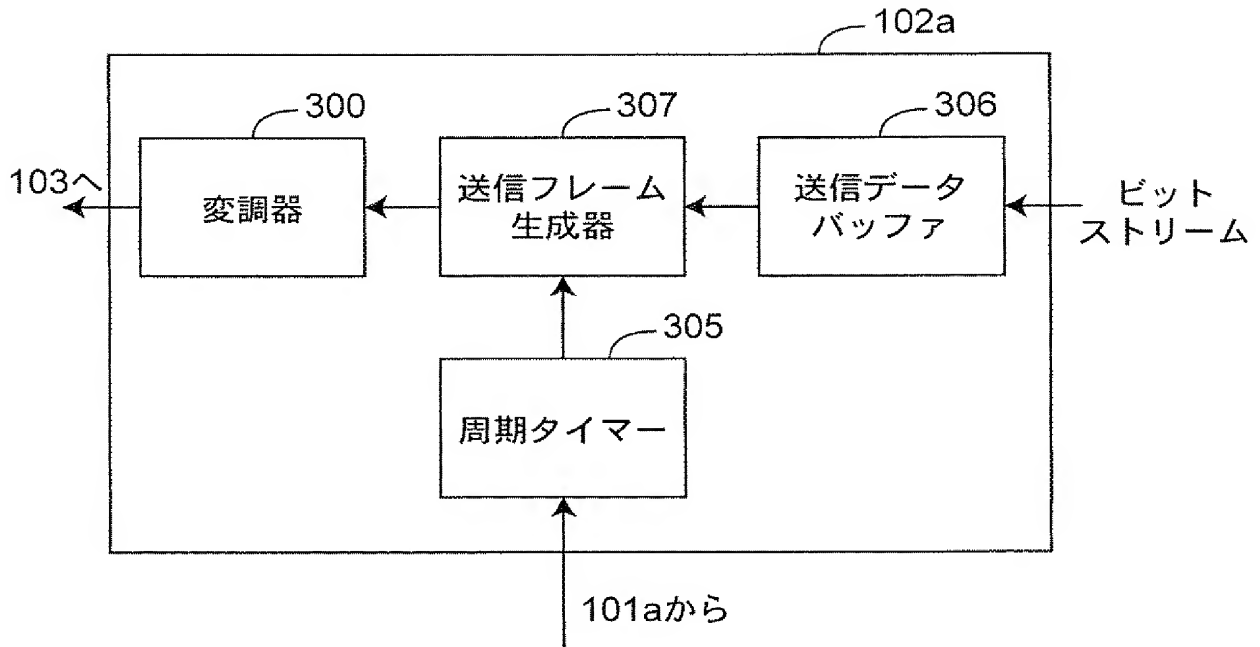 102a
300
307
306
103へ
変調器
送信フレーム
生成器
送信データ
バッファ
ビット
ストリーム
305
周期タイマー
101aから